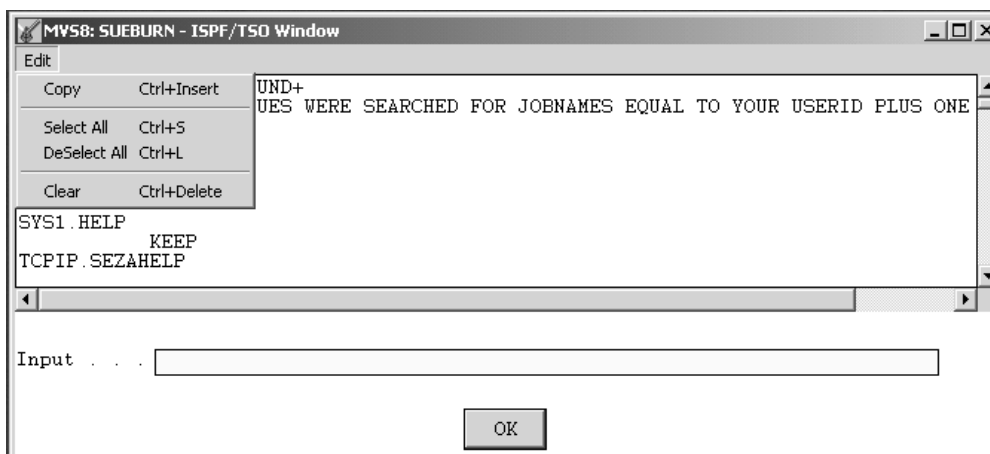 MVS8: SUEBURN - ISPF/TSO Window
Edit
Copy Ctrl+Insert
Select All Ctrl+S
DeSelect All Ctrl+L
Clear Ctrl+Delete
UND+
UES WERE SEARCHED FOR JOBNAMES EQUAL TO YOUR USERID PLUS ONE
SYS1.HELP
KEEP
TCPIP.SEZAHELP
Input . . .
OK